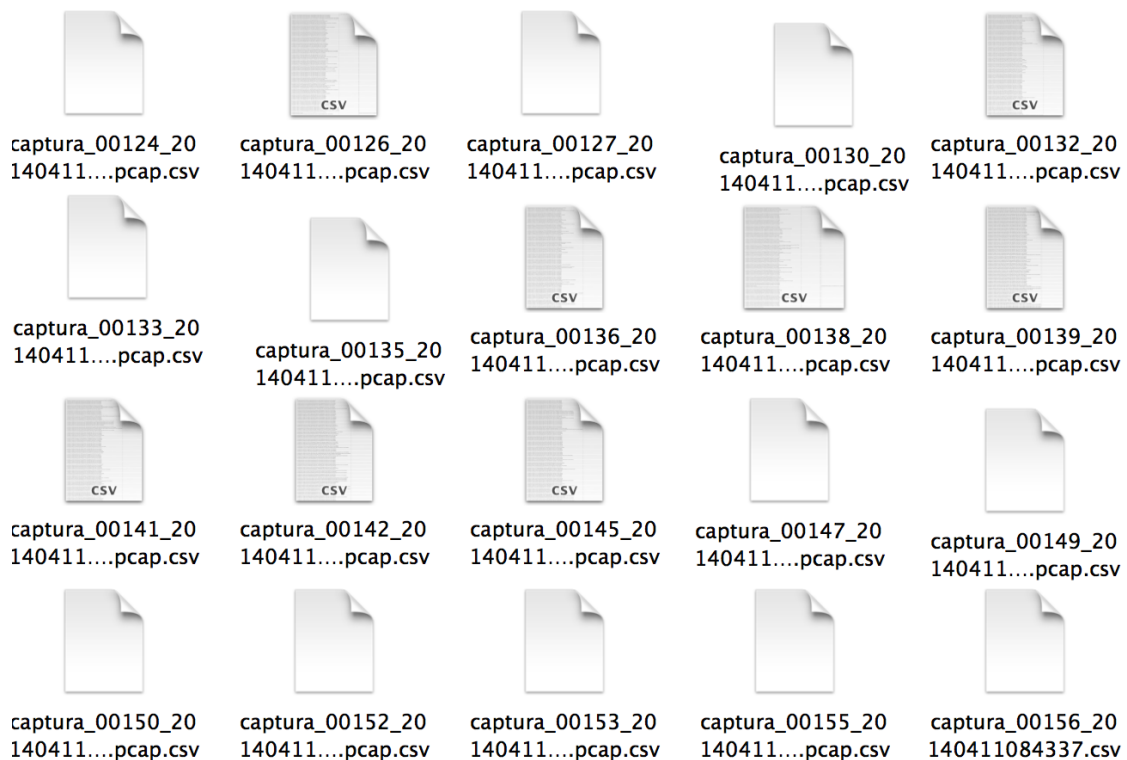 CSV
CSV
captura_00124_20
140411....pcap.csv
captura_00126_20
140411....pcap.csv
captura_00127_20
140411....pcap.csv
captura_00130_20
140411....pcap.csv
captura_00132_20
140411....pcap.csv
CSV
CSV
CSV
captura_00133_20
140411....pcap.csv
captura_00135_20
140411....pcap.csv
captura_00136_20
140411....pcap.csv
captura_00138_20
140411....pcap.csv
captura_00139_20
140411....pcap.csv
CSV
CSV
CSV
captura_00141_20
140411....pcap.csv
captura_00142_20
140411....pcap.csv
captura_00145_20
140411....pcap.csv
captura_00147_20
140411....pcap.csv
captura_00149_20
140411....pcap.csv
captura_00150_20
140411....pcap.csv
captura_00152_20
140411....pcap.csv
captura_00153_20
140411....pcap.csv
captura_00155_20
140411....pcap.csv
captura_00156_20
140411084337.csv